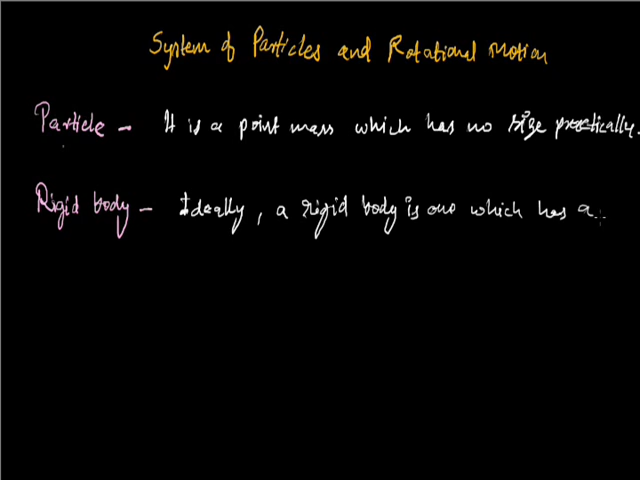 System of Particles and Rotational Motion
Particle - It is a point mass which has no size practically.
Rigid body - Ideally, a rigid body is one which has a